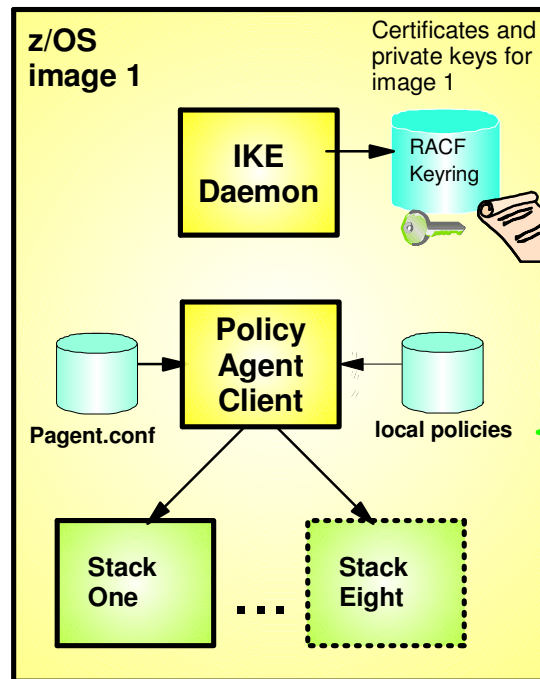 z/OS
image 1
Certificates and
private keys for
image 1
IKE
Daemon
RACF
Keyring
Policy
Agent
Client
Pagent.conf
local policies
Stack
One
...
Stack
Eight